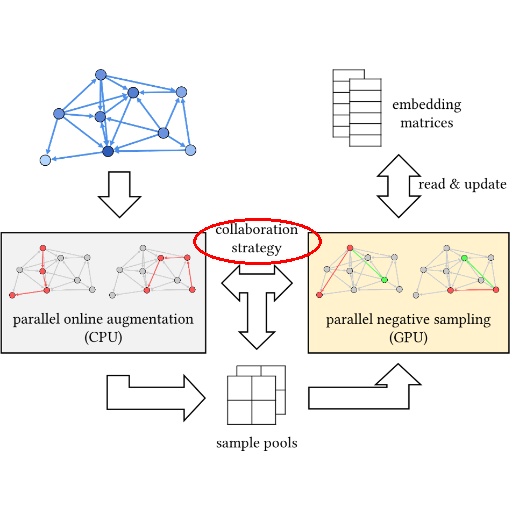 embedding
matrices
read & update
collaboration
strategy
parallel online augmentation
(CPU)
parallel negative sampling
(GPU)
sample pools